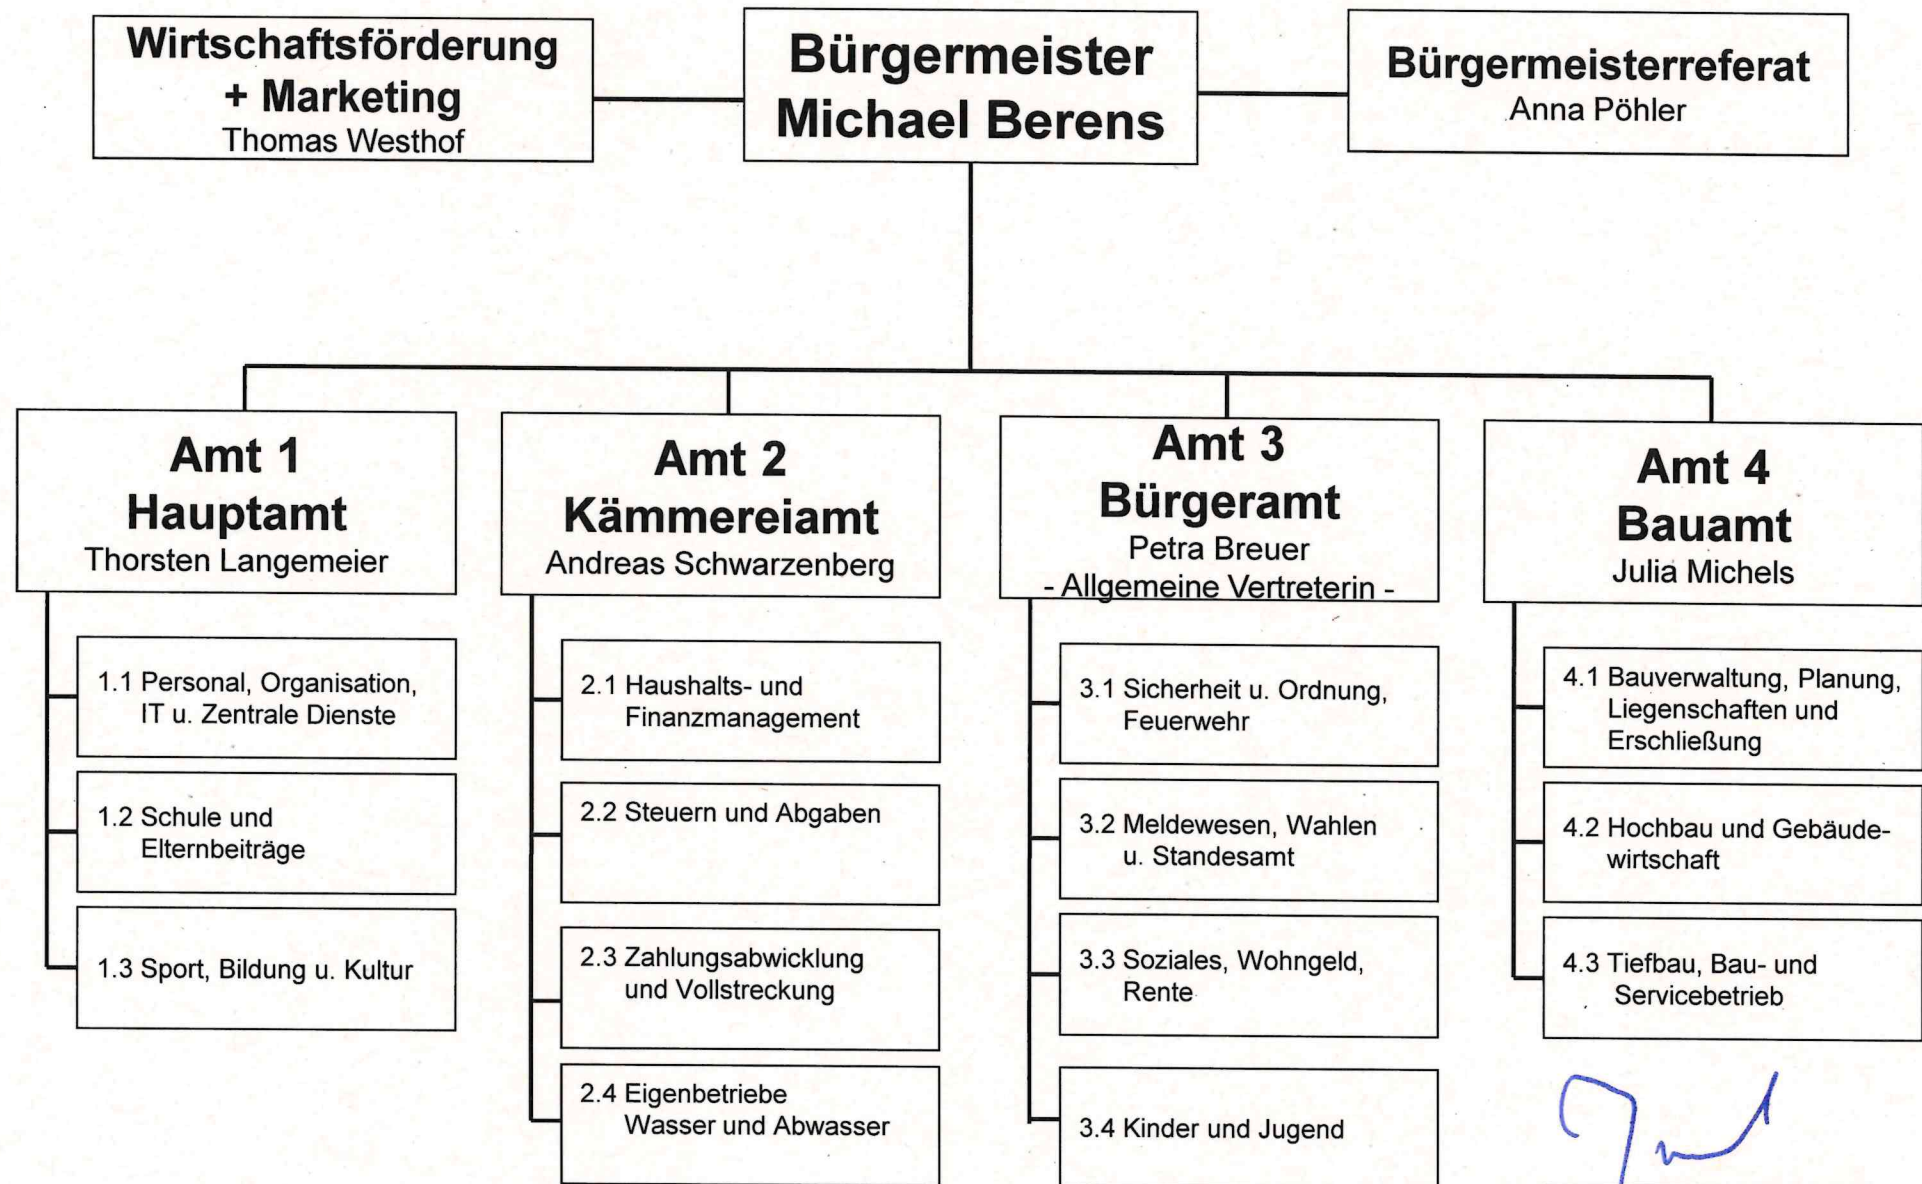 Wirtschaftsförderung
+ Marketing
Thomas Westhof
Bürgermeister
Michael Berens
Bürgermeisterreferat
Anna Pöhler
Amt 1
Hauptamt
Thorsten Langemeier
1.1 Personal, Organisation,
IT u. Zentrale Dienste
1.2 Schule und
Elternbeiträge
1.3 Sport, Bildung u. Kultur
Amt 2
Kämmereiamt
Andreas Schwarzenberg
2.1 Haushalts- und
Finanzmanagement
2.2 Steuern und Abgaben
2.3 Zahlungsabwicklung
und Vollstreckung
2.4 Eigenbetriebe
Wasser und Abwasser
Amt 3
Bürgeramt
Petra Breuer
- Allgemeine Vertreterin -
3.1 Sicherheit u. Ordnung,
Feuerwehr
3.2 Meldewesen, Wahlen
u. Standesamt
3.3 Soziales, Wohngeld,
Rente
3.4 Kinder und Jugend
Amt 4
Bauamt
Julia Michels
4.1 Bauverwaltung, Planung,
Liegenschaften und
Erschließung
4.2 Hochbau und Gebäude-
wirtschaft
4.3 Tiefbau, Bau- und
Servicebetrieb